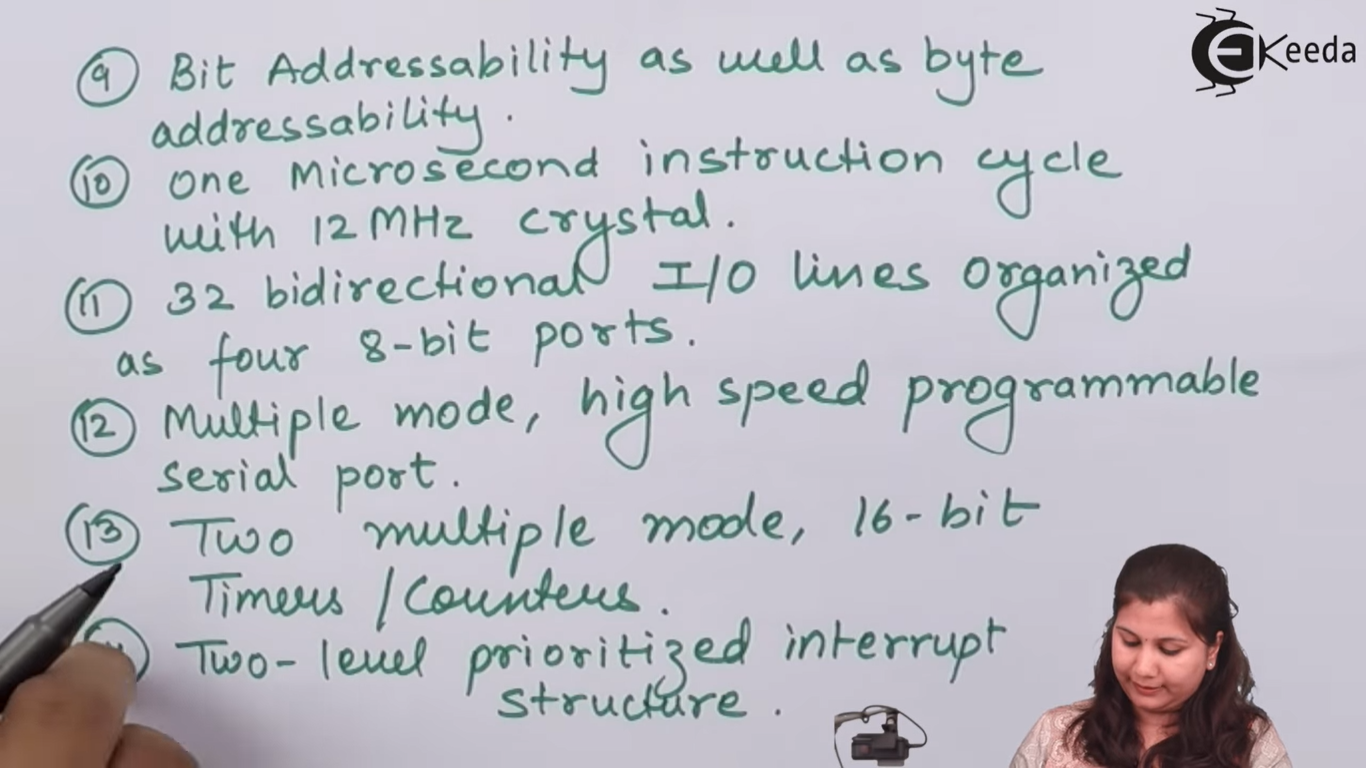 9 Bit Addressability as well as byte
addressability.
10 One Microsecond instruction cycle
with 12 MHz crystal.
11 32 bidirectional I/O lines organized
as four 8-bit ports.
12 Multiple mode, high speed programmable
serial port.
13 Two multiple mode, 16-bit
Timers / Counters.
Two-level prioritized interrupt
structure.
EKeeda